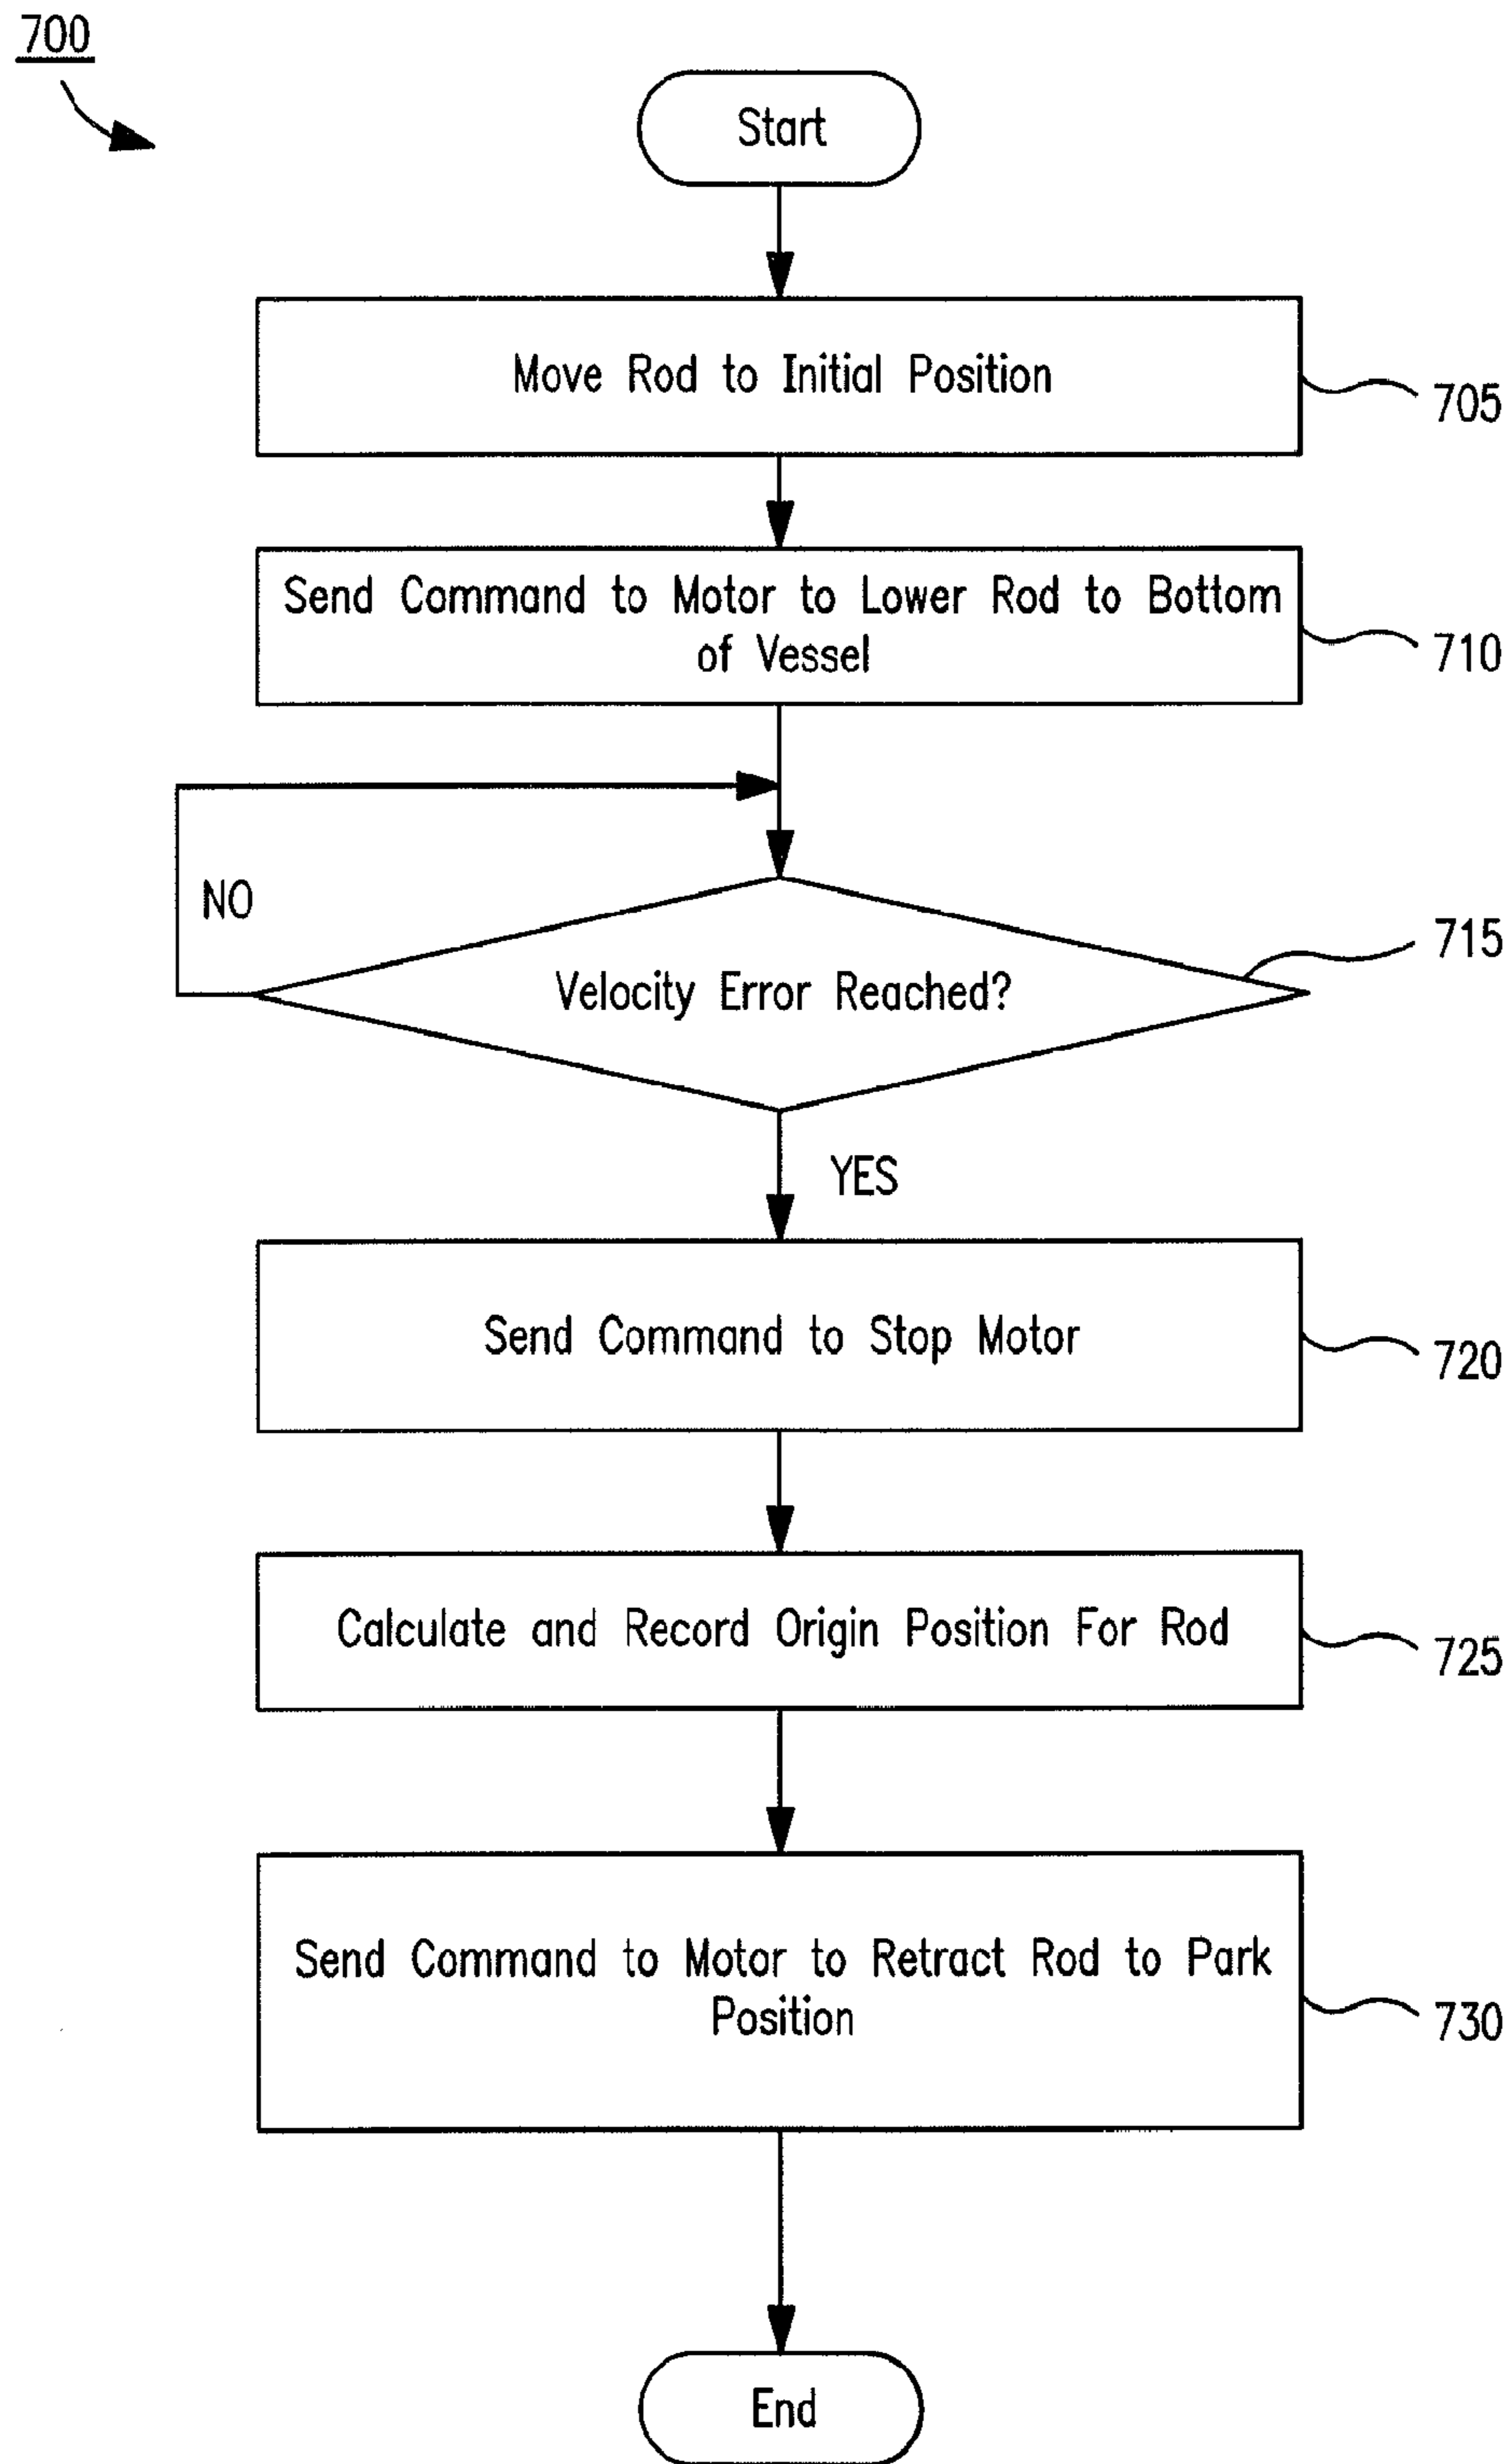 700
Start
Move Rod to Initial Position
705
Send Command to Motor to Lower Rod to Bottom
of Vessel
710
NO
Velocity Error Reached?
715
YES
Send Command to Stop Motor
720
Calculate and Record Origin Position For Rod
725
Send Command to Motor to Retract Rod to Park
Position
730
End